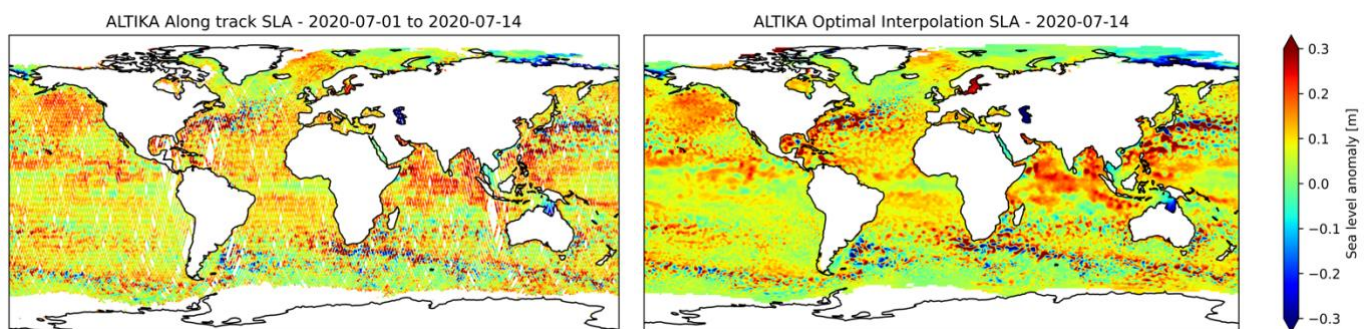 ALTIKA Along track SLA - 2020-07-01 to 2020-07-14
ALTIKA Optimal Interpolation SLA - 2020-07-14
0.3
0.2
0.1
0.0
−0.1
−0.2
−0.3
Sea level anomaly [m]